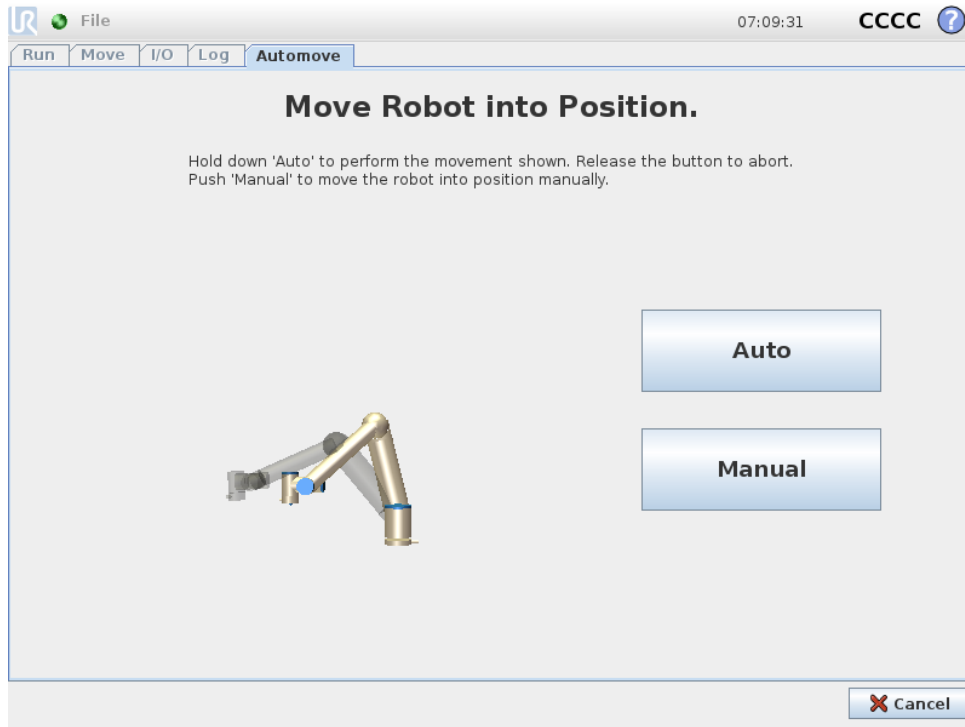 UR File 07:09:31 CCCC ?
Run Move I/O Log Automove
Move Robot into Position.
Hold down 'Auto' to perform the movement shown. Release the button to abort.
Push 'Manual' to move the robot into position manually.
Auto
Manual
Cancel